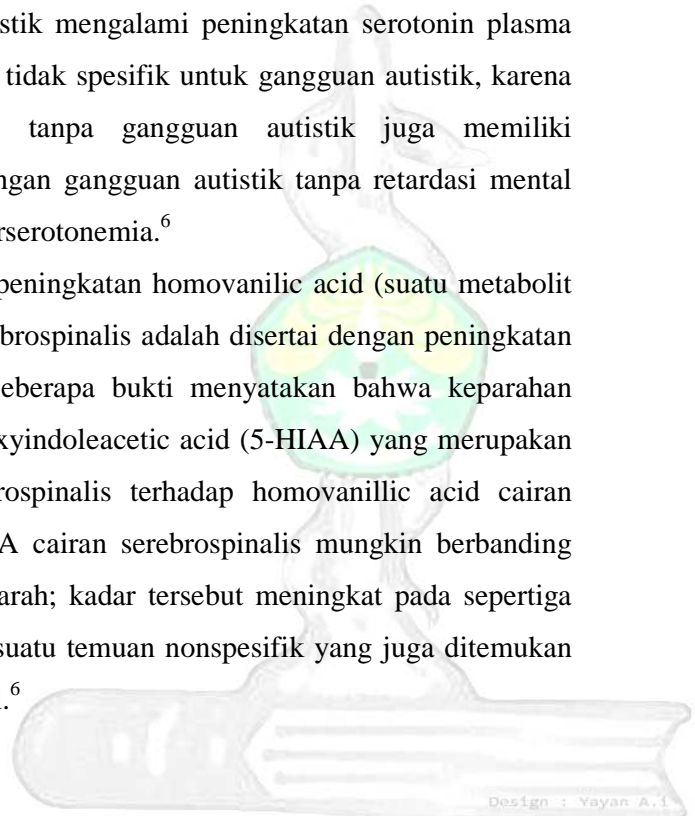 stik mengalami peningkatan serotonin plasma
tidak spesifik untuk gangguan autistik, karena
tanpa gangguan autistik juga memiliki
ngan gangguan autistik tanpa retardasi mental
rserotonemia.⁶
peningkatan homovanilic acid (suatu metabolit
brospinalis adalah disertai dengan peningkatan
eberapa bukti menyatakan bahwa keparahan
xyindoleacetic acid (5-HIAA) yang merupakan
rospinalis terhadap homovanillic acid cairan
A cairan serebrospinalis mungkin berbanding
arah; kadar tersebut meningkat pada sepertiga
suatu temuan nonspesifik yang juga ditemukan
.⁶
Design : Yayan A.i